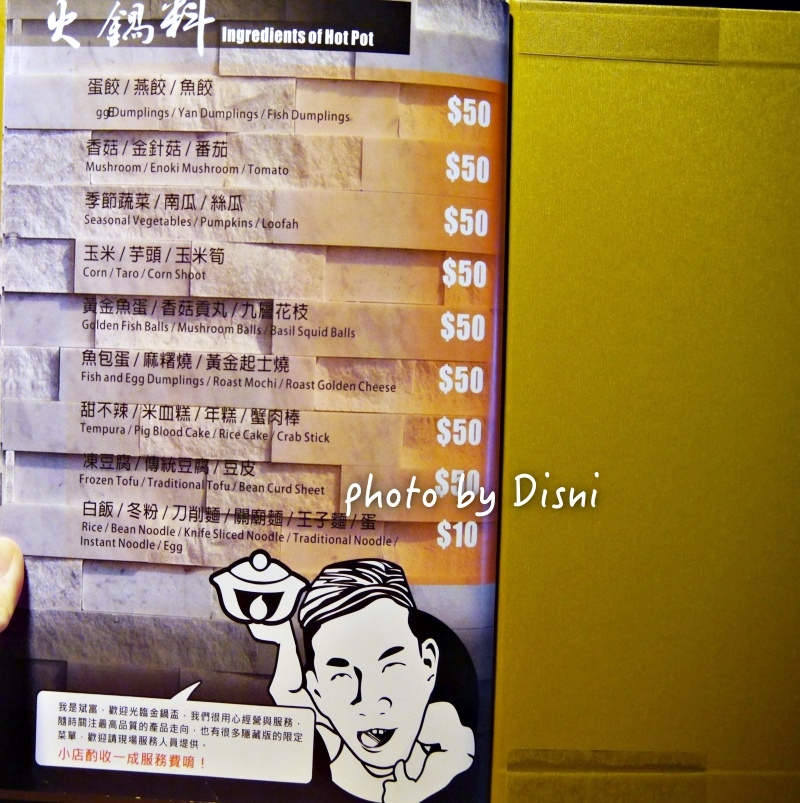 火鍋料 Ingredients of Hot Pot
蛋餃 / 燕餃 / 魚餃
ggEDumplings / Yan Dumplings / Fish Dumplings
$50
香菇 / 金針菇 / 番茄
Mushroom / Enoki Mushroom / Tomato
$50
季節蔬菜 / 南瓜 / 絲瓜
Seasonal Vegetables / Pumpkins / Loofah
$50
玉米 / 芋頭 / 玉米筍
Corn / Taro / Corn Shoot
$50
黃金魚蛋 / 香菇貢丸 / 九層花枝
Golden Fish Balls / Mushroom Balls / Basil Squid Balls
$50
魚包蛋 / 麻糬燒 / 黃金起士燒
Fish and Egg Dumplings / Roast Mochi / Roast Golden Cheese
$50
甜不辣 / 米血糕 / 年糕 / 蟹肉棒
Tempura / Pig Blood Cake / Rice Cake / Crab Stick
$50
凍豆腐 / 傳統豆腐 / 豆皮
Frozen Tofu / Traditional Tofu / Bean Curd Sheet
$50
photo by Disni
白飯 / 冬粉 / 刀削麵 / 關廟麵 / 王子麵 / 蛋
Rice / Bean Noodle / Knife Sliced Noodle / Traditional Noodle /
Instant Noodle / Egg
$10
我是斌富，歡迎光臨金鍋盃，我們很用心經營與服務，
隨時關注最高品質的產品走向，也有很多隱藏版的限定
菜單，歡迎請現場服務人員提供。
小店酌收一成服務費唷！